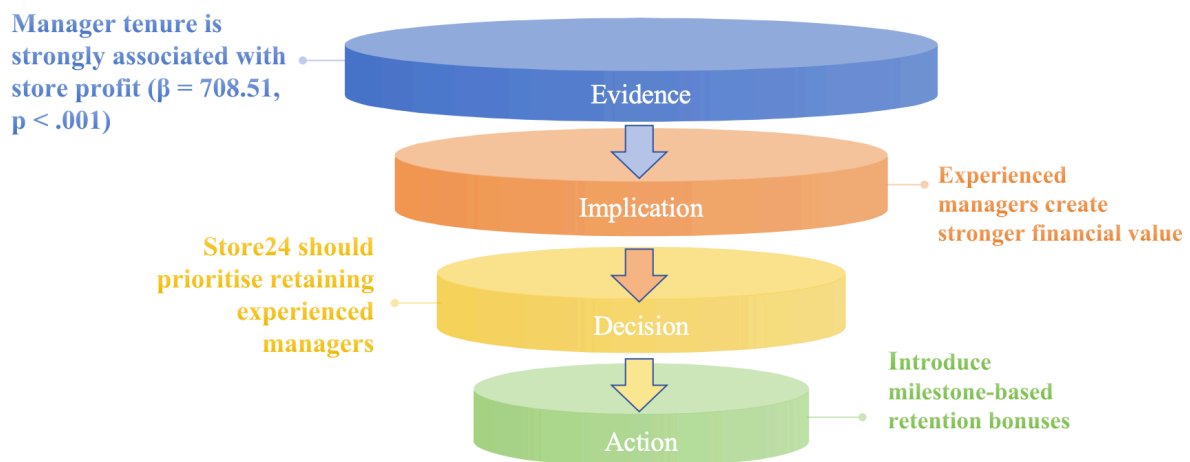 Manager tenure is
strongly associated with
store profit (β = 708.51,
p < .001)
Evidence
Implication
Experienced
managers create
stronger financial value
Store24 should
prioritise retaining
experienced
managers
Decision
Introduce
milestone-based
retention bonuses
Action